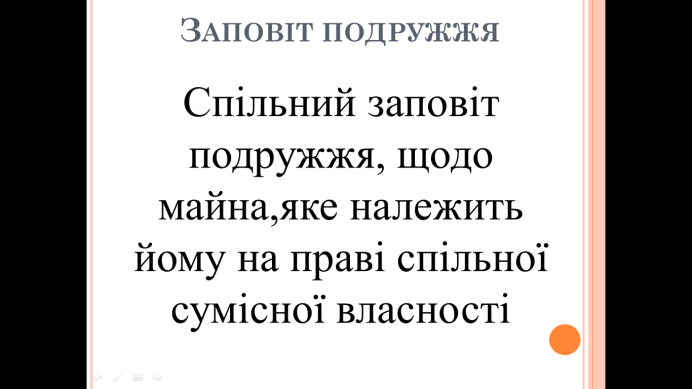 Заповіт подружжя
Спільний заповіт
подружжя, щодо
майна,яке належить
йому на праві спільної
сумісної власності